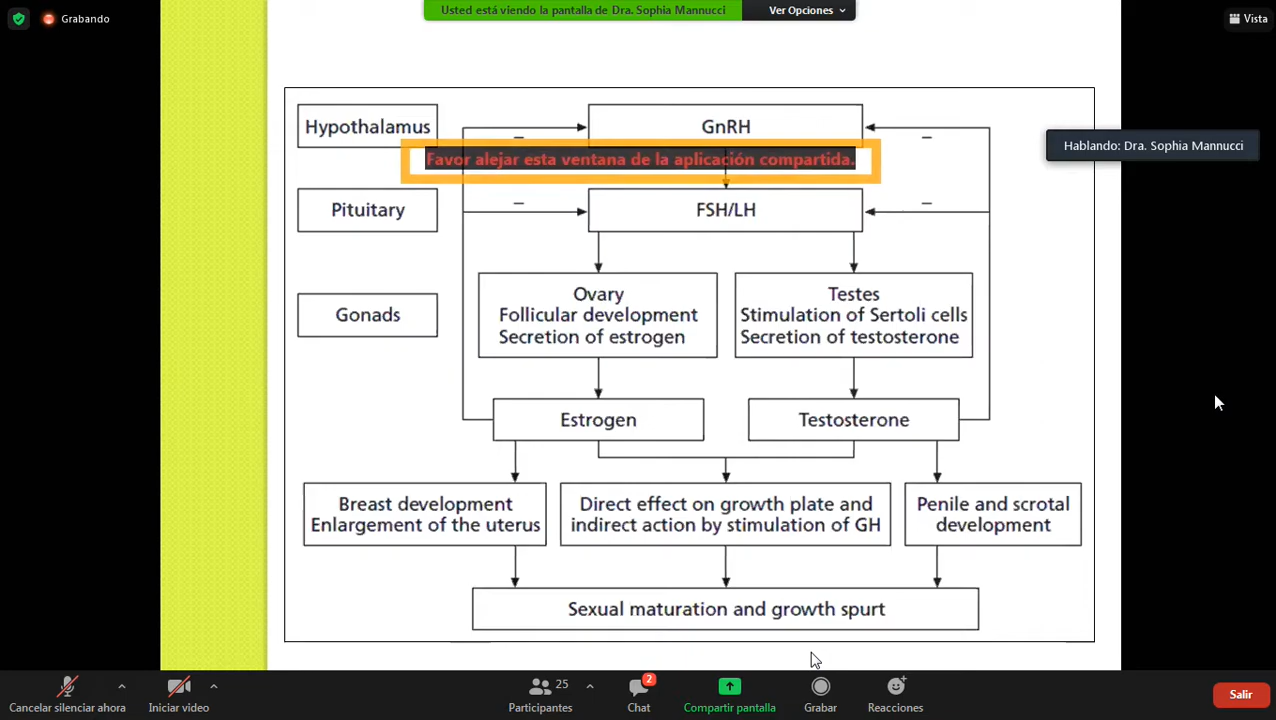 Grabando
Usted está viendo la pantalla de Dra. Sophia Mannucci
Ver Opciones
Vista
Hypothalamus
GnRH
–
–
Hablando: Dra. Sophia Mannucci
Favor alejar esta ventana de la aplicación compartida.
Pituitary
–
FSH/LH
–
Gonads
Ovary
Follicular development
Secretion of estrogen
Testes
Stimulation of Sertoli cells
Secretion of testosterone
Estrogen
Testosterone
Breast development
Enlargement of the uterus
Direct effect on growth plate and
indirect action by stimulation of GH
Penile and scrotal
development
Sexual maturation and growth spurt
Cancelar silenciar ahora
Iniciar video
25
Participantes
2
Chat
Compartir pantalla
Grabar
Reacciones
Salir